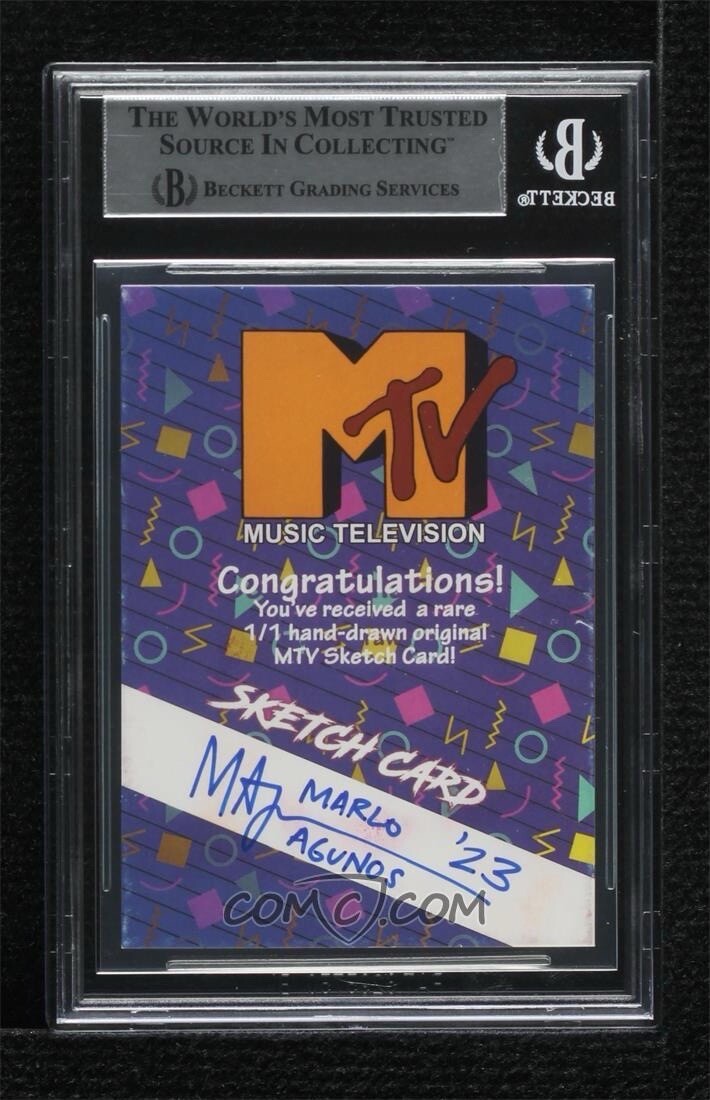 THE WORLD'S MOST TRUSTED
SOURCE IN COLLECTING™
B BECKETT GRADING SERVICES
B
BECKETT®
MTV
MUSIC TELEVISION
Congratulations!
You've received a rare
1/1 hand-drawn original
MTV Sketch Card!
SKETCH CARD
MARLO '23
AGUNOS
COMC.COM